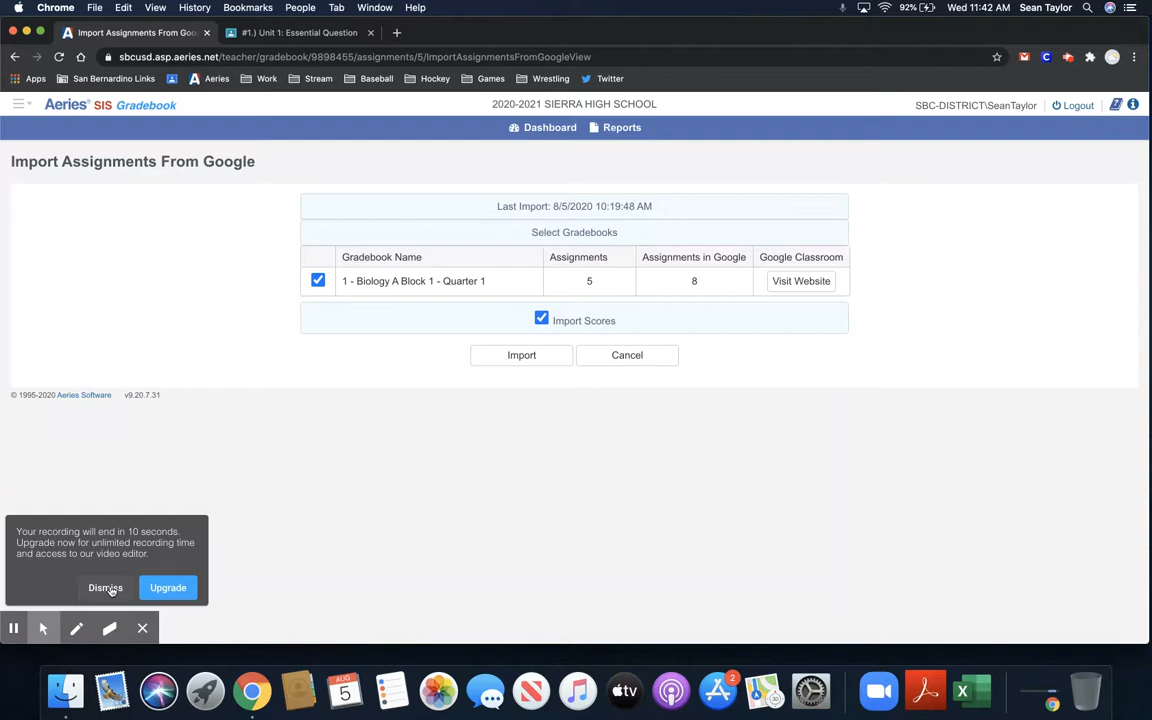 Chrome File Edit View History Bookmarks People Tab Window Help 92% Wed 11:42 AM Sean Taylor
Import Assignments From Goo × #1.) Unit 1: Essential Question × +
sbcusd.asp.aeries.net/teacher/gradebook/9898455/assignments/5/ImportAssignmentsFromGoogleView
Apps San Bernardino Links Aeries Work Stream Baseball Hockey Games Wrestling Twitter
Aeries® SIS Gradebook 2020-2021 SIERRA HIGH SCHOOL SBC-DISTRICT\SeanTaylor Logout
Dashboard Reports
Import Assignments From Google
Last Import: 8/5/2020 10:19:48 AM
Select Gradebooks
Gradebook Name Assignments Assignments in Google Google Classroom
1 - Biology A Block 1 - Quarter 1 5 8 Visit Website
Import Scores
Import Cancel
© 1995-2020 Aeries Software v9.20.7.31
Your recording will end in 10 seconds.
Upgrade now for unlimited recording time
and access to our video editor.
Dismiss Upgrade
AUG
5
tv
2